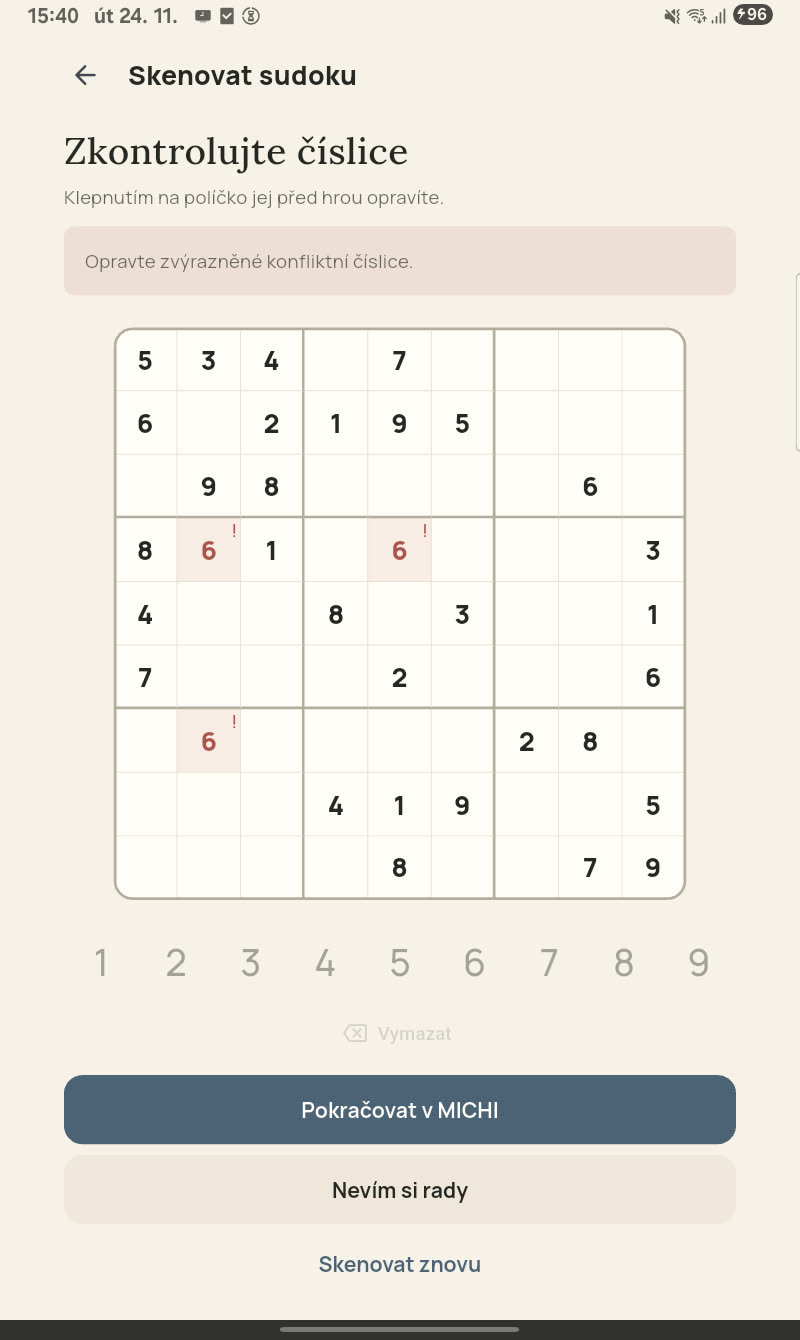 15:40 út 24. 11. 96
Skenovat sudoku
Zkontrolujte číslice
Klepnutím na políčko jej před hrou opravíte.
Opravte zvýrazněné konfliktní číslice.
5 3 4 7
6 2 1 9 5
9 8 6
8 6 ! 1 6 ! 3
4 8 3 1
7 2 6
6 ! 2 8
4 1 9 5
8 7 9
1 2 3 4 5 6 7 8 9
Vymazat
Pokračovat v MICHI
Nevím si rady
Skenovat znovu